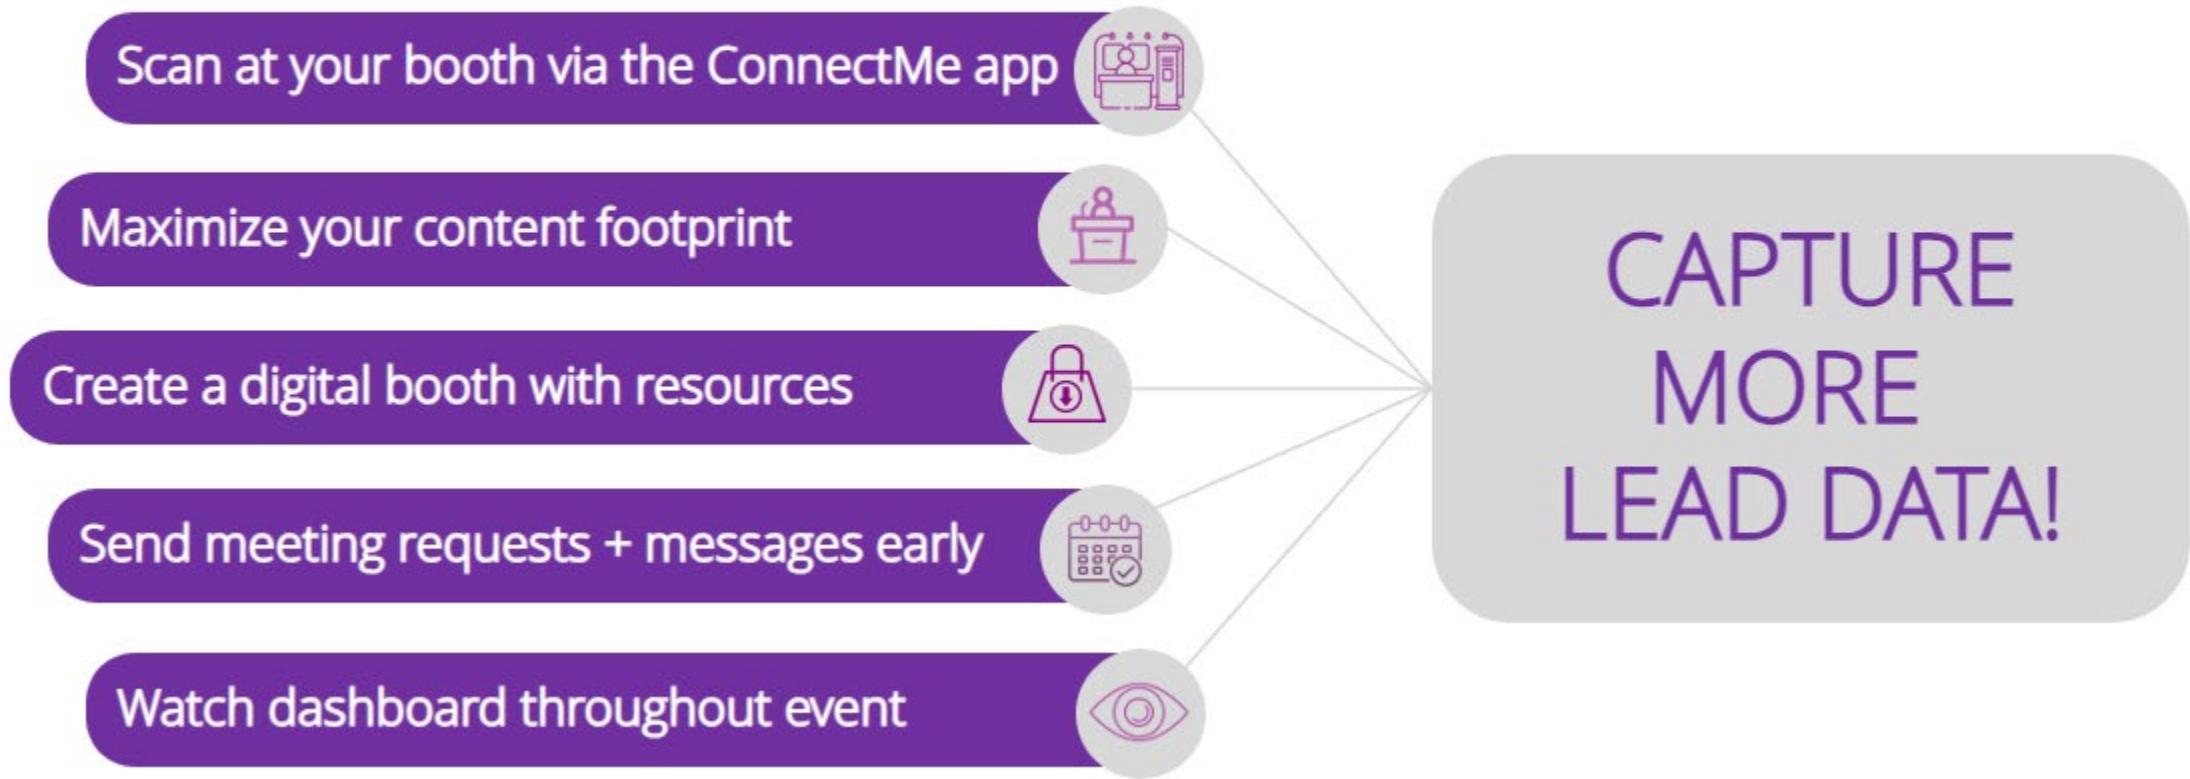 Scan at your booth via the ConnectMe app
Maximize your content footprint
Create a digital booth with resources
Send meeting requests + messages early
Watch dashboard throughout event
CAPTURE
MORE
LEAD DATA!